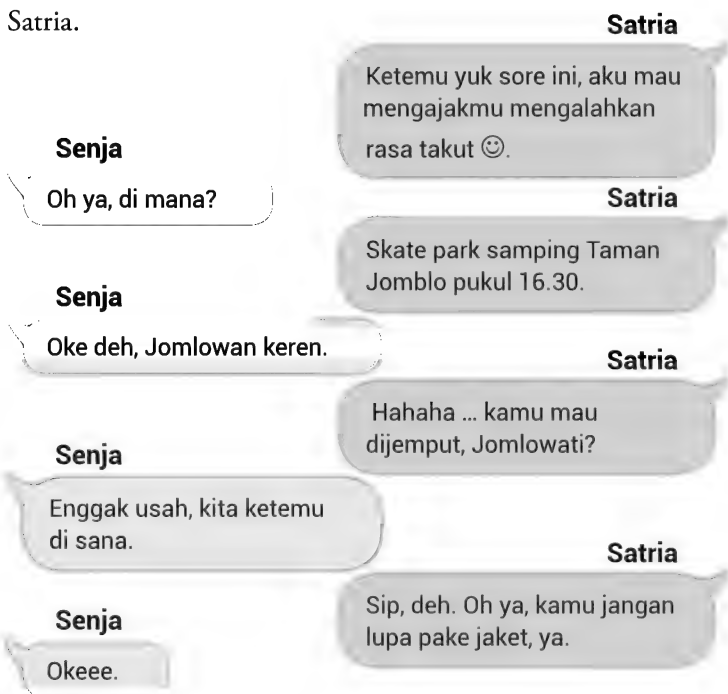 Satria.
Satria
Ketemu yuk sore ini, aku mau
mengajakmu mengalahkan
rasa takut ☺.
Senja
Oh ya, di mana?
Satria
Skate park samping Taman
Jomblo pukul 16.30.
Senja
Oke deh, Jomlowan keren.
Satria
Hahaha ... kamu mau
dijemput, Jomlowati?
Senja
Enggak usah, kita ketemu
di sana.
Satria
Sip, deh. Oh ya, kamu jangan
lupa pake jaket, ya.
Senja
Okeee.